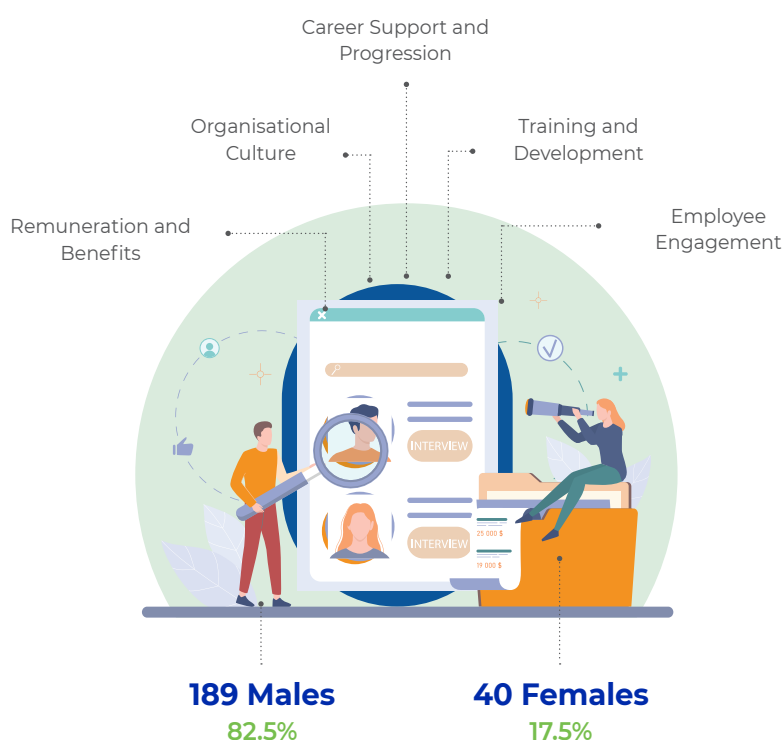 Career Support and
Progression
Organisational
Culture
Training and
Development
Remuneration and
Benefits
Employee
Engagement
INTERVIEW
INTERVIEW
25 000 $
19 000 $
189 Males
82.5%
40 Females
17.5%